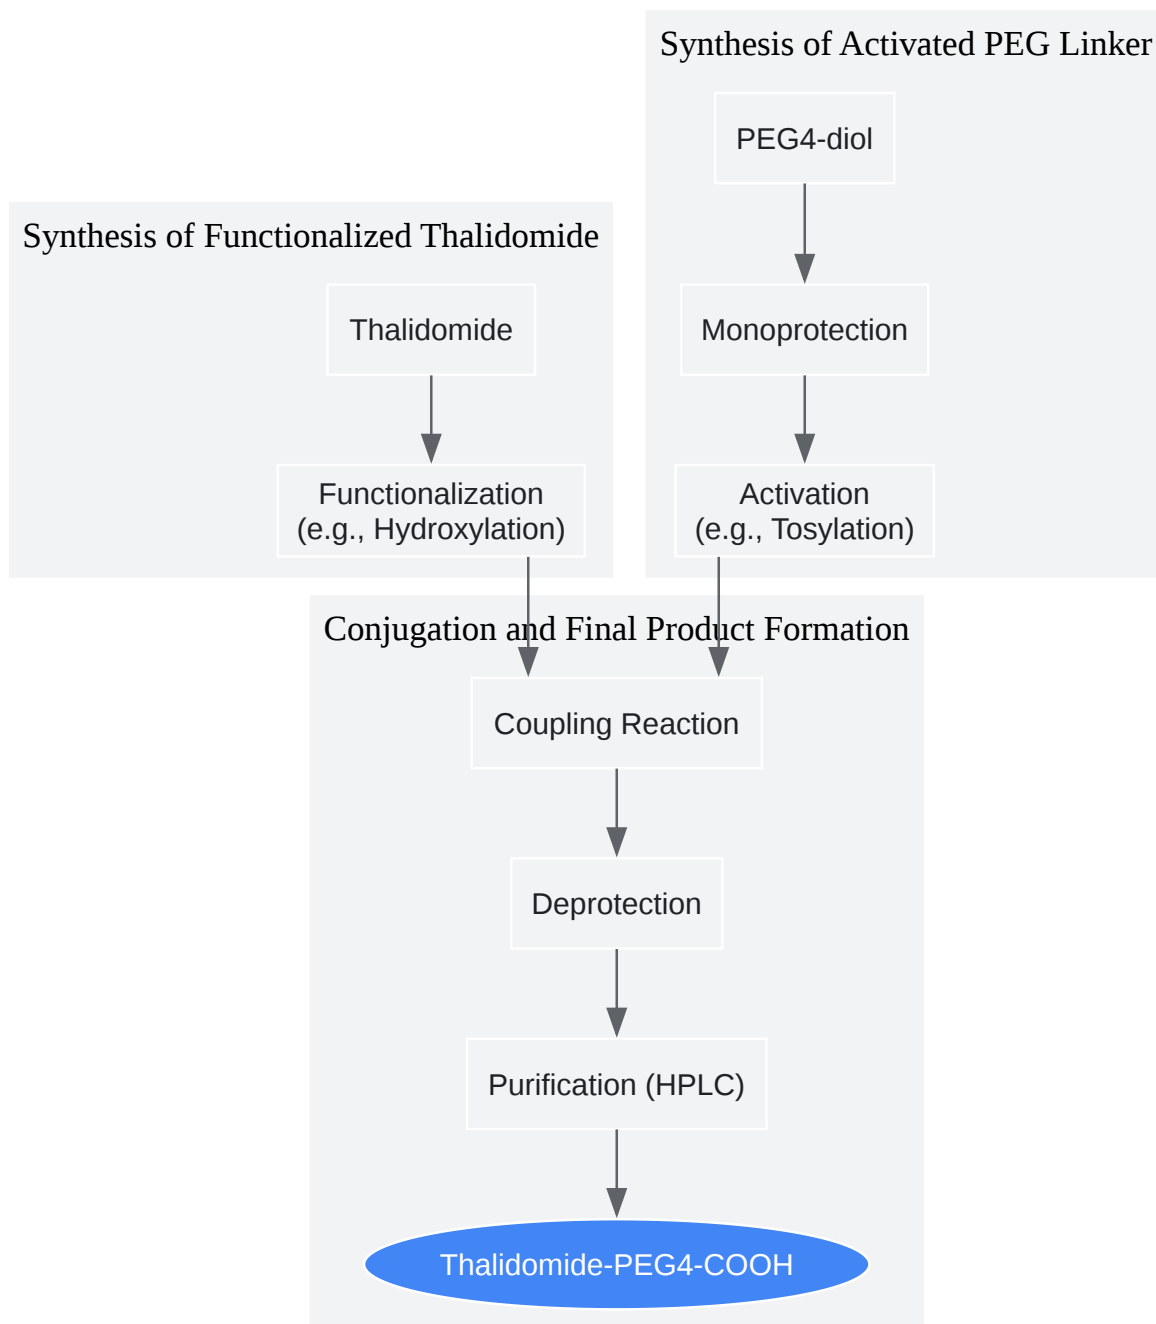 Synthesis of Activated PEG Linker
PEG4-diol
Synthesis of Functionalized Thalidomide
Thalidomide
Monoprotection
Functionalization
(e.g., Hydroxylation)
Activation
(e.g., Tosylation)
Conjugation and Final Product Formation
Coupling Reaction
Deprotection
Purification (HPLC)
Thalidomide-PEG4-COOH